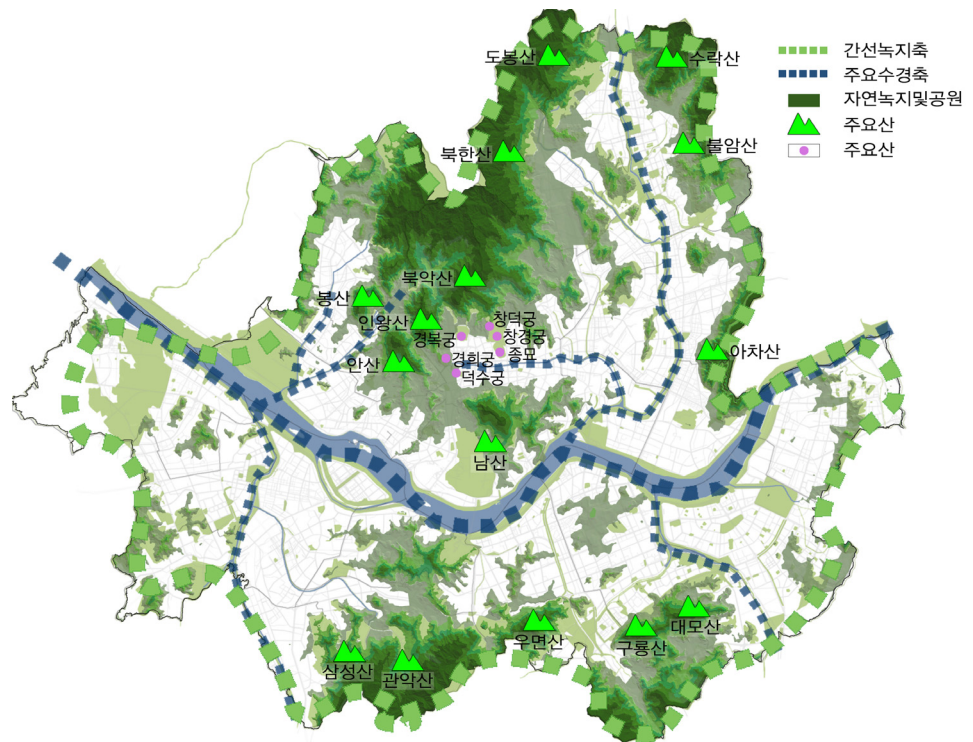 간선녹지축
주요수경축
자연녹지및공원
주요산
주요산
도봉산
수락산
북한산
불암산
북악산
봉산
인왕산
경복궁
창덕궁
창경궁
종묘
경희궁
덕수궁
안산
아차산
남산
대모산
우면산
구룡산
삼성산
관악산